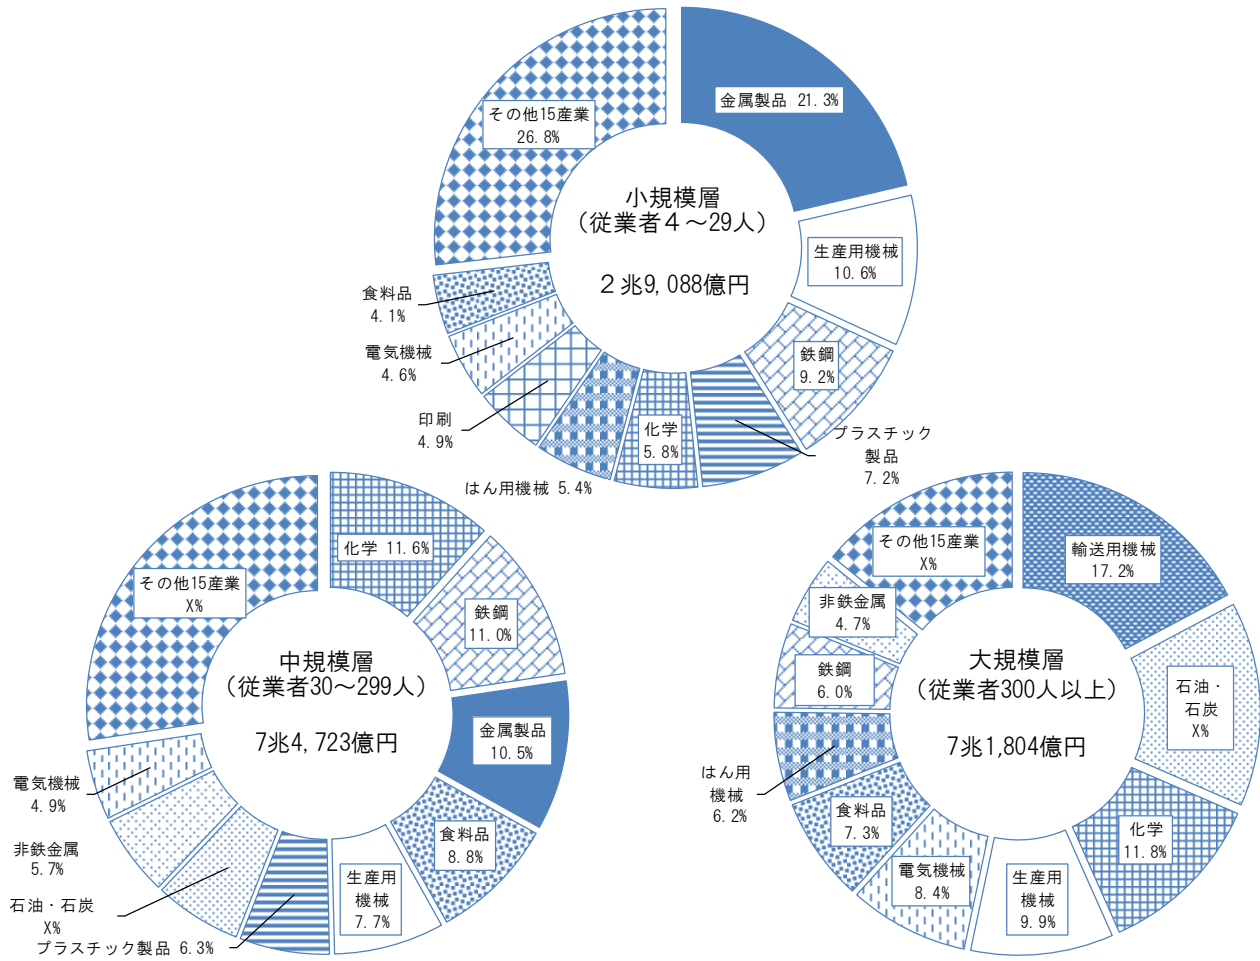 金属製品 21.3%
その他15産業
26.8%
小規模層
（従業者４～29人）
２兆9,088億円
生産用機械
10.6%
食料品
4.1%
電気機械
4.6%
鉄鋼
9.2%
印刷
4.9%
化学
5.8%
プラスチック
製品
7.2%
はん用機械 5.4%
化学 11.6%
その他15産業
X%
鉄鋼
11.0%
中規模層
（従業者30～299人）
7兆4,723億円
金属製品
10.5%
電気機械
4.9%
食料品
8.8%
非鉄金属
5.7%
生産用
機械
7.7%
石油・石炭
X%
プラスチック製品 6.3%
その他15産業
X%
輸送用機械
17.2%
非鉄金属
4.7%
鉄鋼
6.0%
大規模層
（従業者300人以上）
7兆1,804億円
石油・
石炭
X%
はん用
機械
6.2%
食料品
7.3%
化学
11.8%
電気機械
8.4%
生産用
機械
9.9%